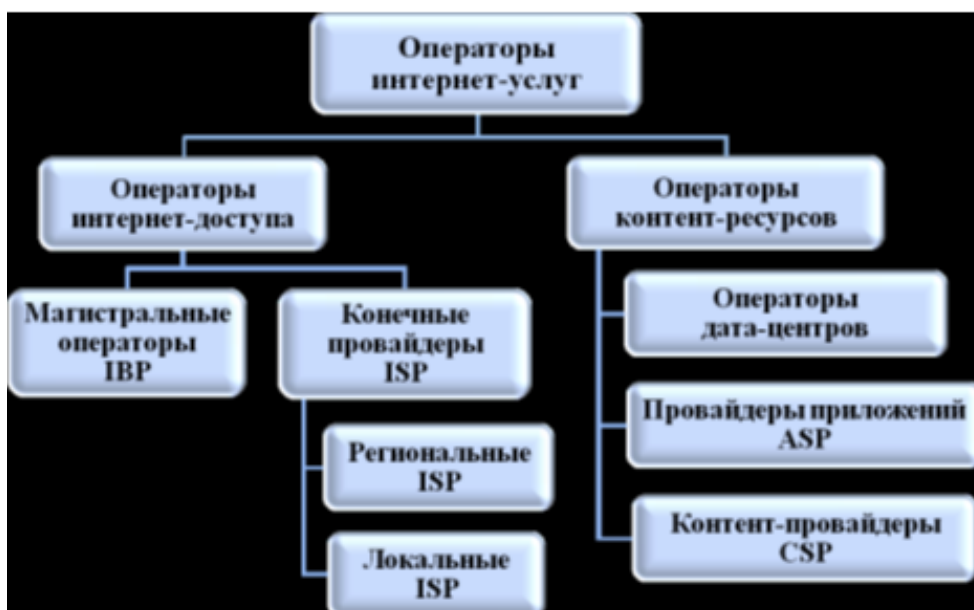 Операторы
интернет-услуг
Операторы
интернет-доступа
Операторы
контент-ресурсов
Магистральные
операторы
IBP
Конечные
провайдеры
ISP
Операторы
дата-центров
Провайдеры приложений
ASP
Региональные
ISP
Контент-провайдеры
CSP
Локальные
ISP